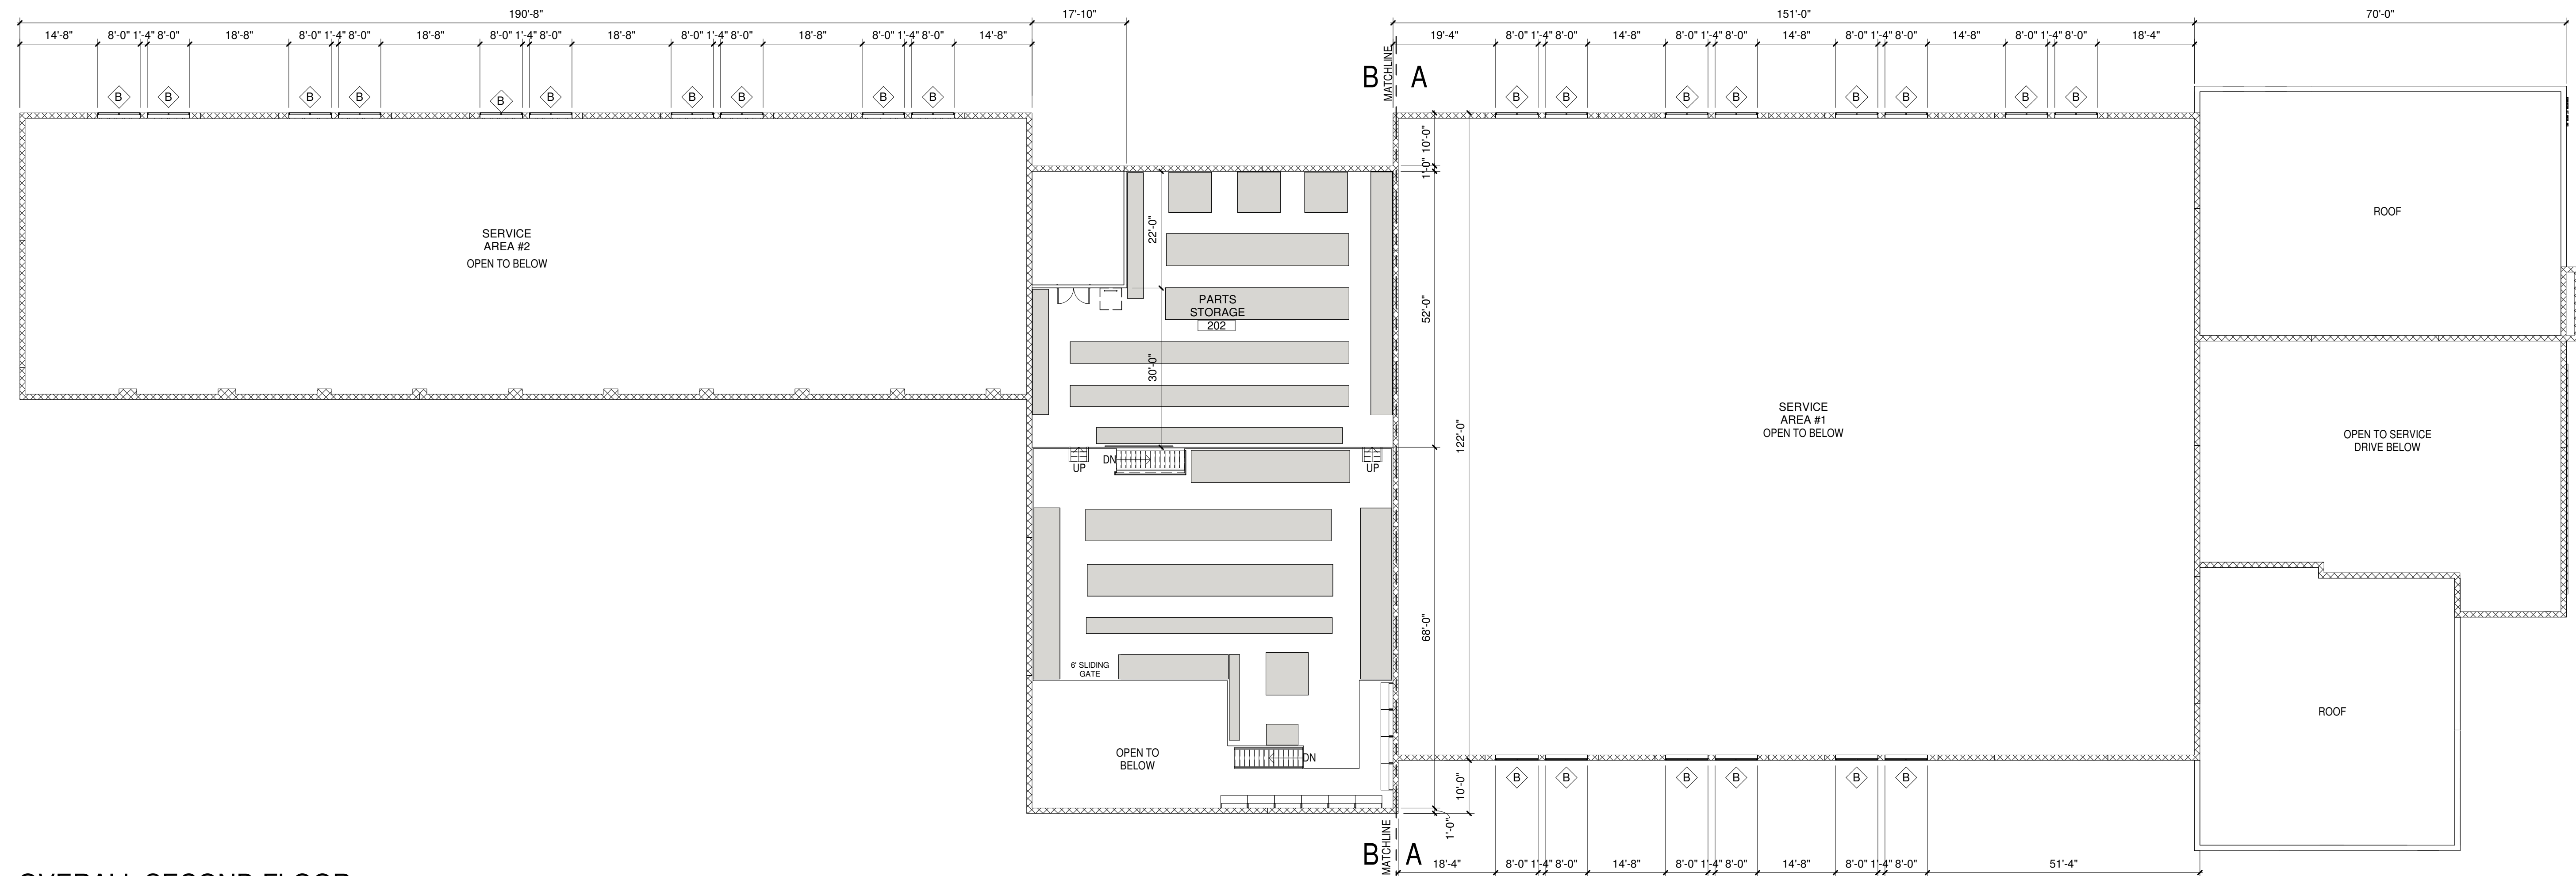 190'-8" 17'-10" 151'-0" 70'-0"
14'-8" 8'-0" 1'-4" 8'-0" 18'-8" 8'-0" 1'-4" 8'-0" 18'-8" 8'-0" 1'-4" 8'-0" 18'-8" 8'-0" 1'-4" 8'-0" 18'-8" 8'-0" 1'-4" 8'-0" 14'-8" 19'-4" 8'-0" 1'-4" 8'-0" 14'-8" 8'-0" 1'-4" 8'-0" 14'-8" 8'-0" 1'-4" 8'-0" 14'-8" 8'-0" 1'-4" 8'-0" 18'-4"
B MATCHLINE A
B B B B B B B B B B B B B B B B B B
10'-0"
1'-0"
SERVICE
AREA #2
OPEN TO BELOW
22'-0"
ROOF
PARTS
STORAGE
202
52'-0"
30'-0"
SERVICE
AREA #1
OPEN TO BELOW
122'-0"
OPEN TO SERVICE
DRIVE BELOW
UP DN UP
68'-0"
6' SLIDING
GATE
ROOF
OPEN TO
BELOW
DN
B B B B B B
10'-0"
1'-0"
B MATCHLINE A
18'-4" 8'-0" 1'-4" 8'-0" 14'-8" 8'-0" 1'-4" 8'-0" 14'-8" 8'-0" 1'-4" 8'-0" 51'-4"
OVERALL SECOND FLOOR